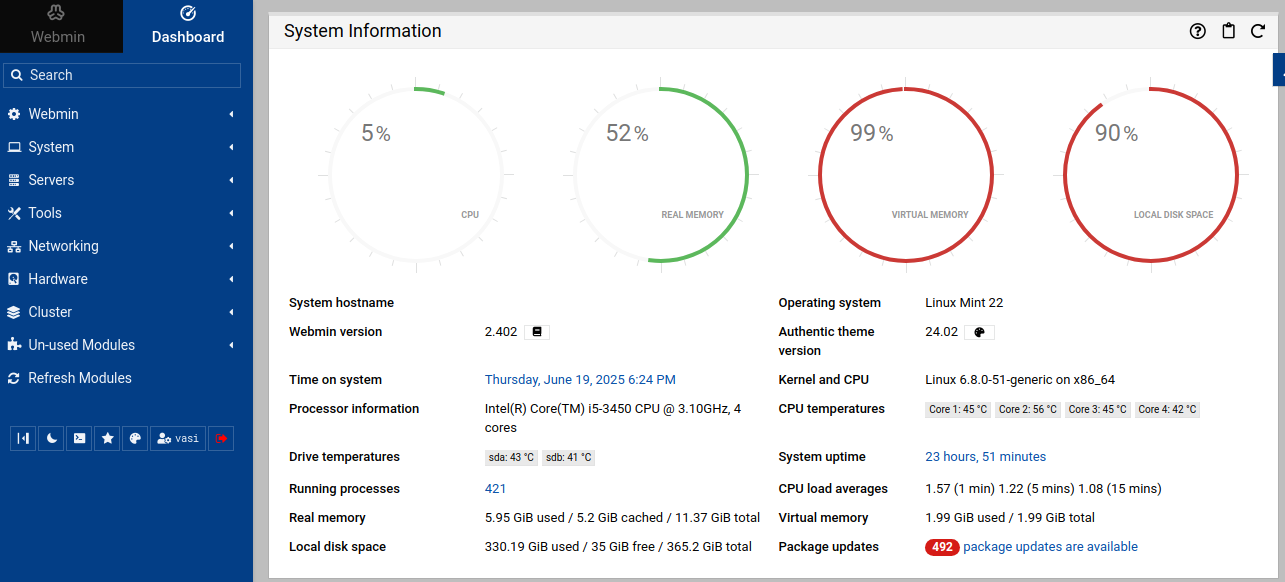 Webmin
Dashboard
Search
Webmin
System
Servers
Tools
Networking
Hardware
Cluster
Un-used Modules
Refresh Modules
vasi
System Information
5%
CPU
52%
REAL MEMORY
99%
VIRTUAL MEMORY
90%
LOCAL DISK SPACE
System hostname
Operating system Linux Mint 22
Webmin version 2.402
Authentic theme version 24.02
Time on system Thursday, June 19, 2025 6:24 PM
Kernel and CPU Linux 6.8.0-51-generic on x86_64
Processor information Intel(R) Core(TM) i5-3450 CPU @ 3.10GHz, 4
cores
CPU temperatures Core 1: 45 °C Core 2: 56 °C Core 3: 45 °C Core 4: 42 °C
Drive temperatures sda: 43 °C sdb: 41 °C
System uptime 23 hours, 51 minutes
Running processes 421
CPU load averages 1.57 (1 min) 1.22 (5 mins) 1.08 (15 mins)
Real memory 5.95 GiB used / 5.2 GiB cached / 11.37 GiB total
Virtual memory 1.99 GiB used / 1.99 GiB total
Local disk space 330.19 GiB used / 35 GiB free / 365.2 GiB total
Package updates 492 package updates are available